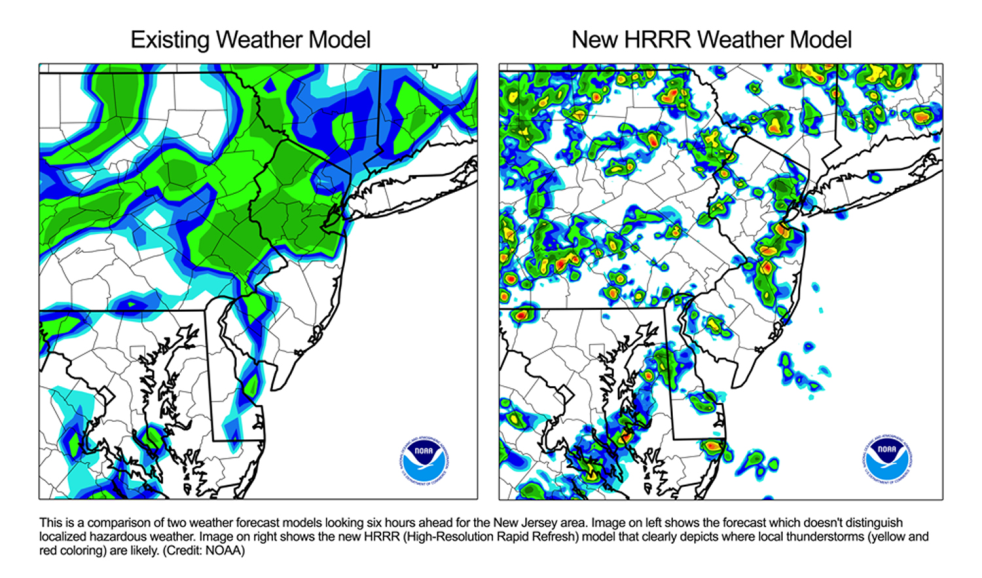 Existing Weather Model
New HRRR Weather Model
NOAA
NOAA
This is a comparison of two weather forecast models looking six hours ahead for the New Jersey area. Image on left shows the forecast which doesn't distinguish
localized hazardous weather. Image on right shows the new HRRR (High-Resolution Rapid Refresh) model that clearly depicts where local thunderstorms (yellow and
red coloring) are likely. (Credit: NOAA)